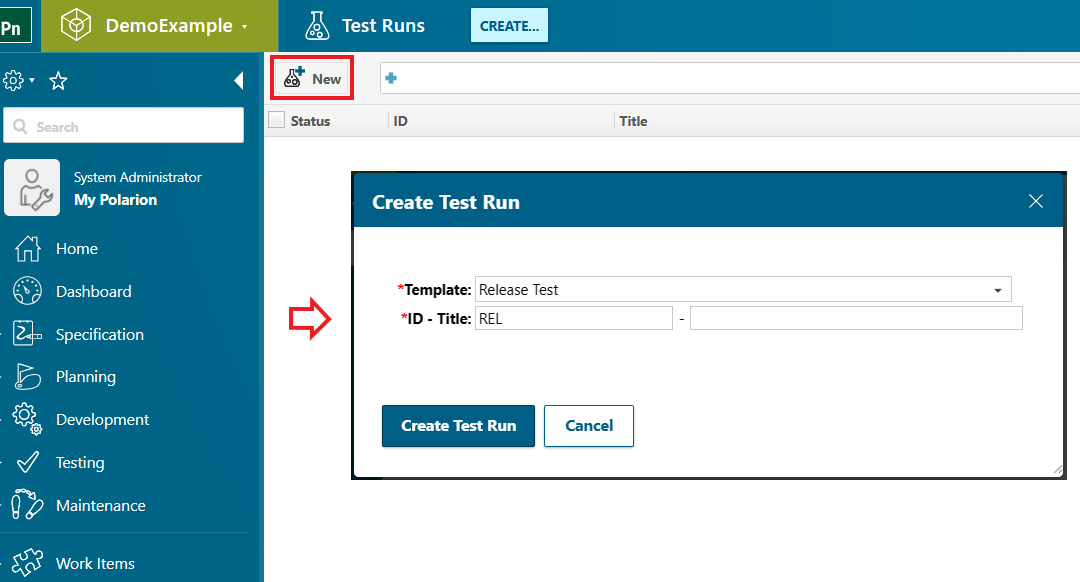 Pn
DemoExample
Test Runs
CREATE...
New
Search
Status
ID
Title
System Administrator
My Polarion
Home
Dashboard
Specification
Planning
Development
Testing
Maintenance
Work Items
Create Test Run
*Template: Release Test
*ID - Title: REL -
Create Test Run
Cancel